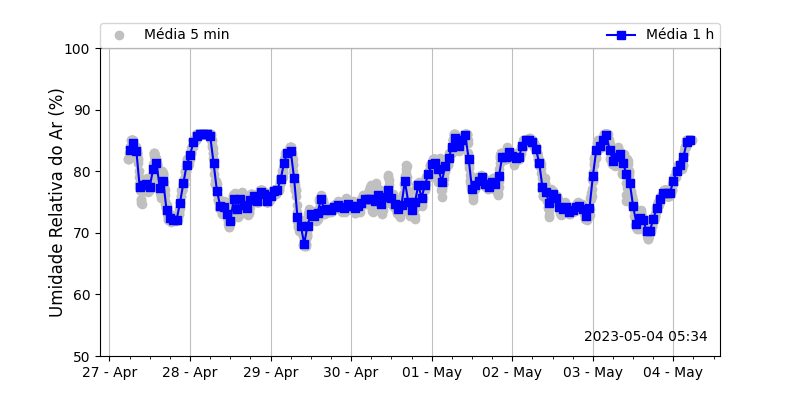 Média 5 min Média 1 h
Umidade Relativa do Ar (%)
100
90
80
70
60
50
2023-05-04 05:34
27 - Apr 28 - Apr 29 - Apr 30 - Apr 01 - May 02 - May 03 - May 04 - May